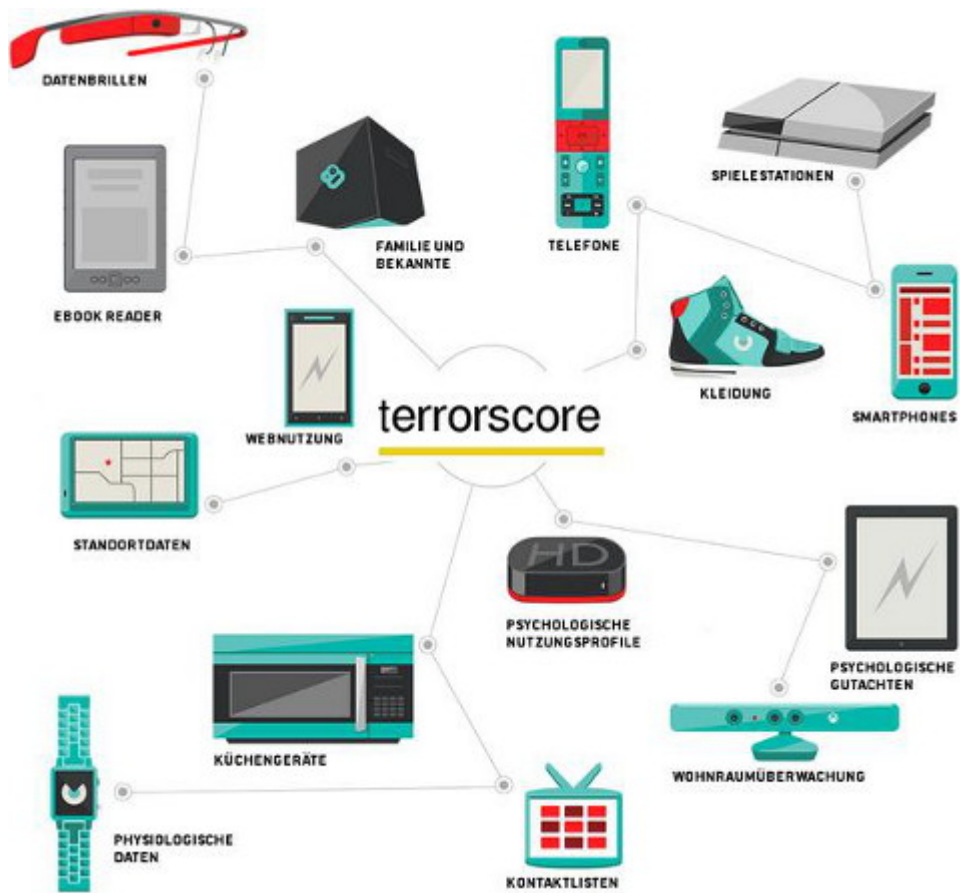 DATENBRILLEN
SPIELESTATIONEN
FAMILIE UND
BEKANNTE
TELEFONE
EBOOK READER
KLEIDUNG
SMARTPHONES
WEBNUTZUNG
terrorscore
STANDORTDATEN
HD
PSYCHOLOGISCHE
NUTZUNGSPROFILE
PSYCHOLOGISCHE
GUTACHTEN
KÜCHENGERÄTE
WOHNRAUMÜBERWACHUNG
PHYSIOLOGISCHE
DATEN
KONTAKTLISTEN